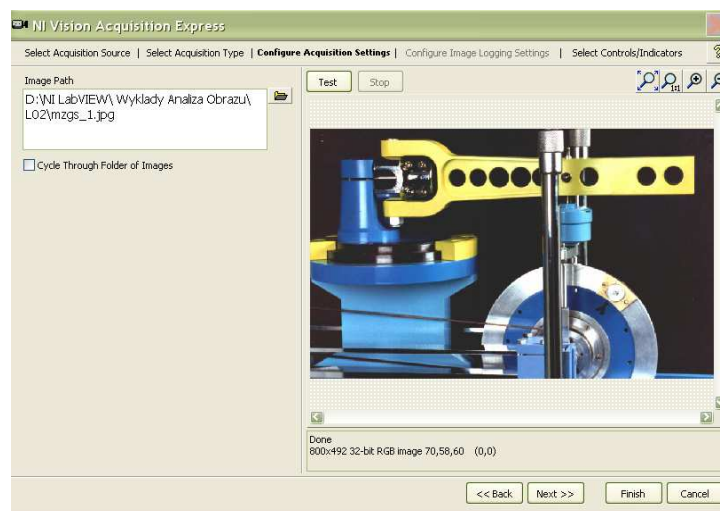 NI Vision Acquisition Express
Select Acquisition Source | Select Acquisition Type | Configure Acquisition Settings | Configure Image Logging Settings | Select Controls/Indicators
Image Path
D:\NI LabVIEW\ Wyklady Analiza Obrazu\
L02\mzgs_1.jpg
Cycle Through Folder of Images
Test Stop
1:1
Done
800x492 32-bit RGB image 70,58,60 (0,0)
<< Back Next >> Finish Cancel